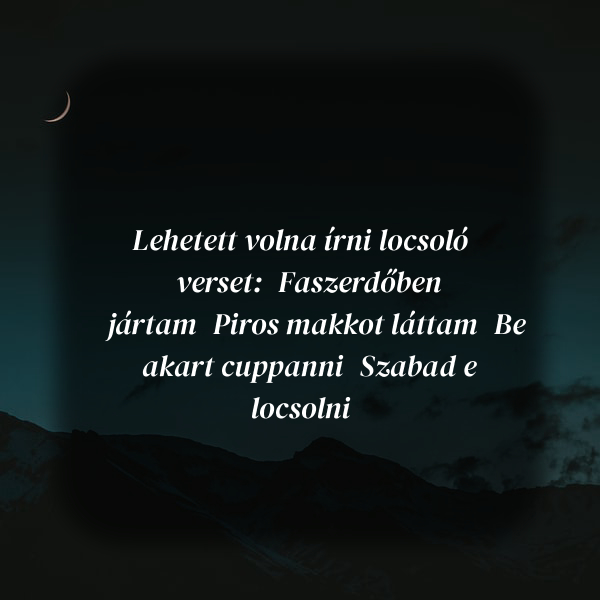 Lehetett volna írni locsoló
verset: Faszerdőben
jártam Piros makkot láttam Be
akart cuppanni Szabad e
locsolni